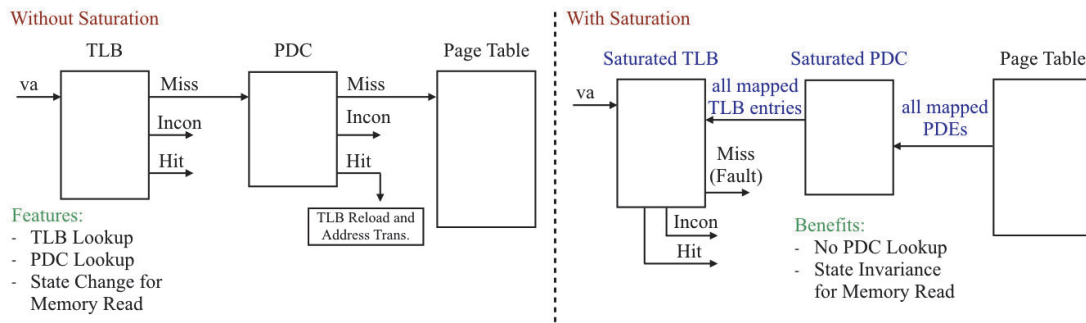 Without Saturation
TLB
PDC
Page Table
va
Miss
Incon
Hit
Miss
Incon
Hit
TLB Reload and
Address Trans.
Features:
- TLB Lookup
- PDC Lookup
- State Change for
Memory Read
With Saturation
Saturated TLB
Saturated PDC
Page Table
va
all mapped
TLB entries
all mapped
PDEs
Miss
(Fault)
Incon
Hit
Benefits:
- No PDC Lookup
- State Invariance
for Memory Read